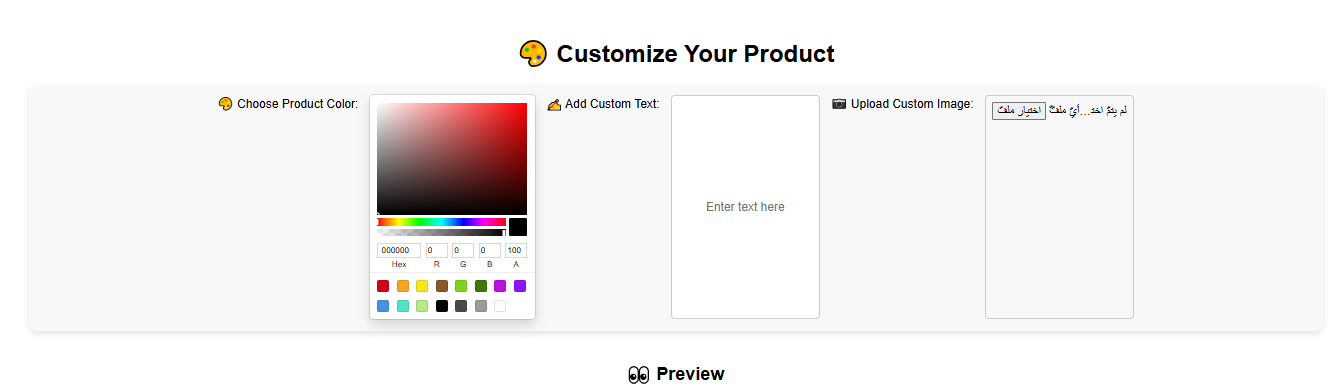 🎨 Customize Your Product
🎨 Choose Product Color:
000000 0 0 0 100
Hex R G B A
✍ Add Custom Text:
Enter text here
📷 Upload Custom Image:
اختيار ملف لم يتمّ اخت...أيّ ملفّ
👀 Preview